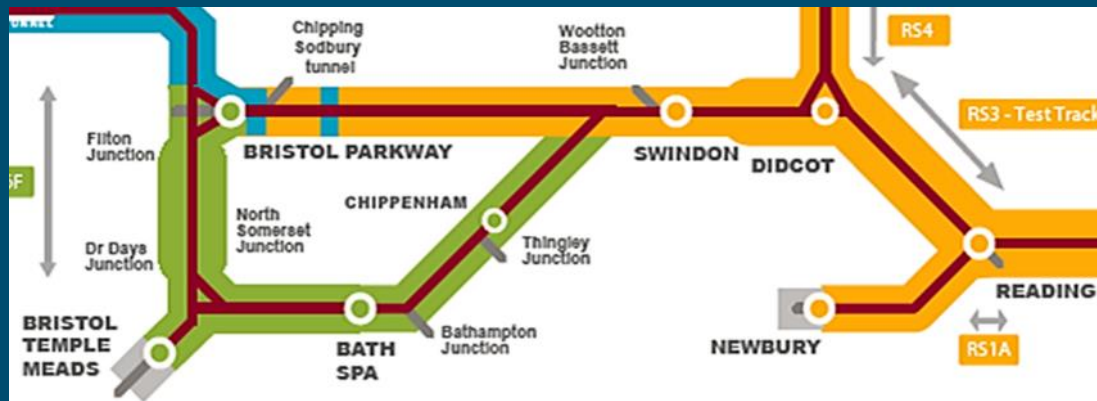 Chipping
Sodbury
tunnel
Wootton
Bassett
Junction
RS4
RS3 - Test Track
Filton
Junction
BRISTOL PARKWAY
SWINDON
DIDCOT
CHIPPENHAM
North
Somerset
Junction
Dr Days
Junction
Thingley
Junction
READING
BRISTOL
TEMPLE
MEADS
BATH
SPA
Bathampton
Junction
NEWBURY
RS1A